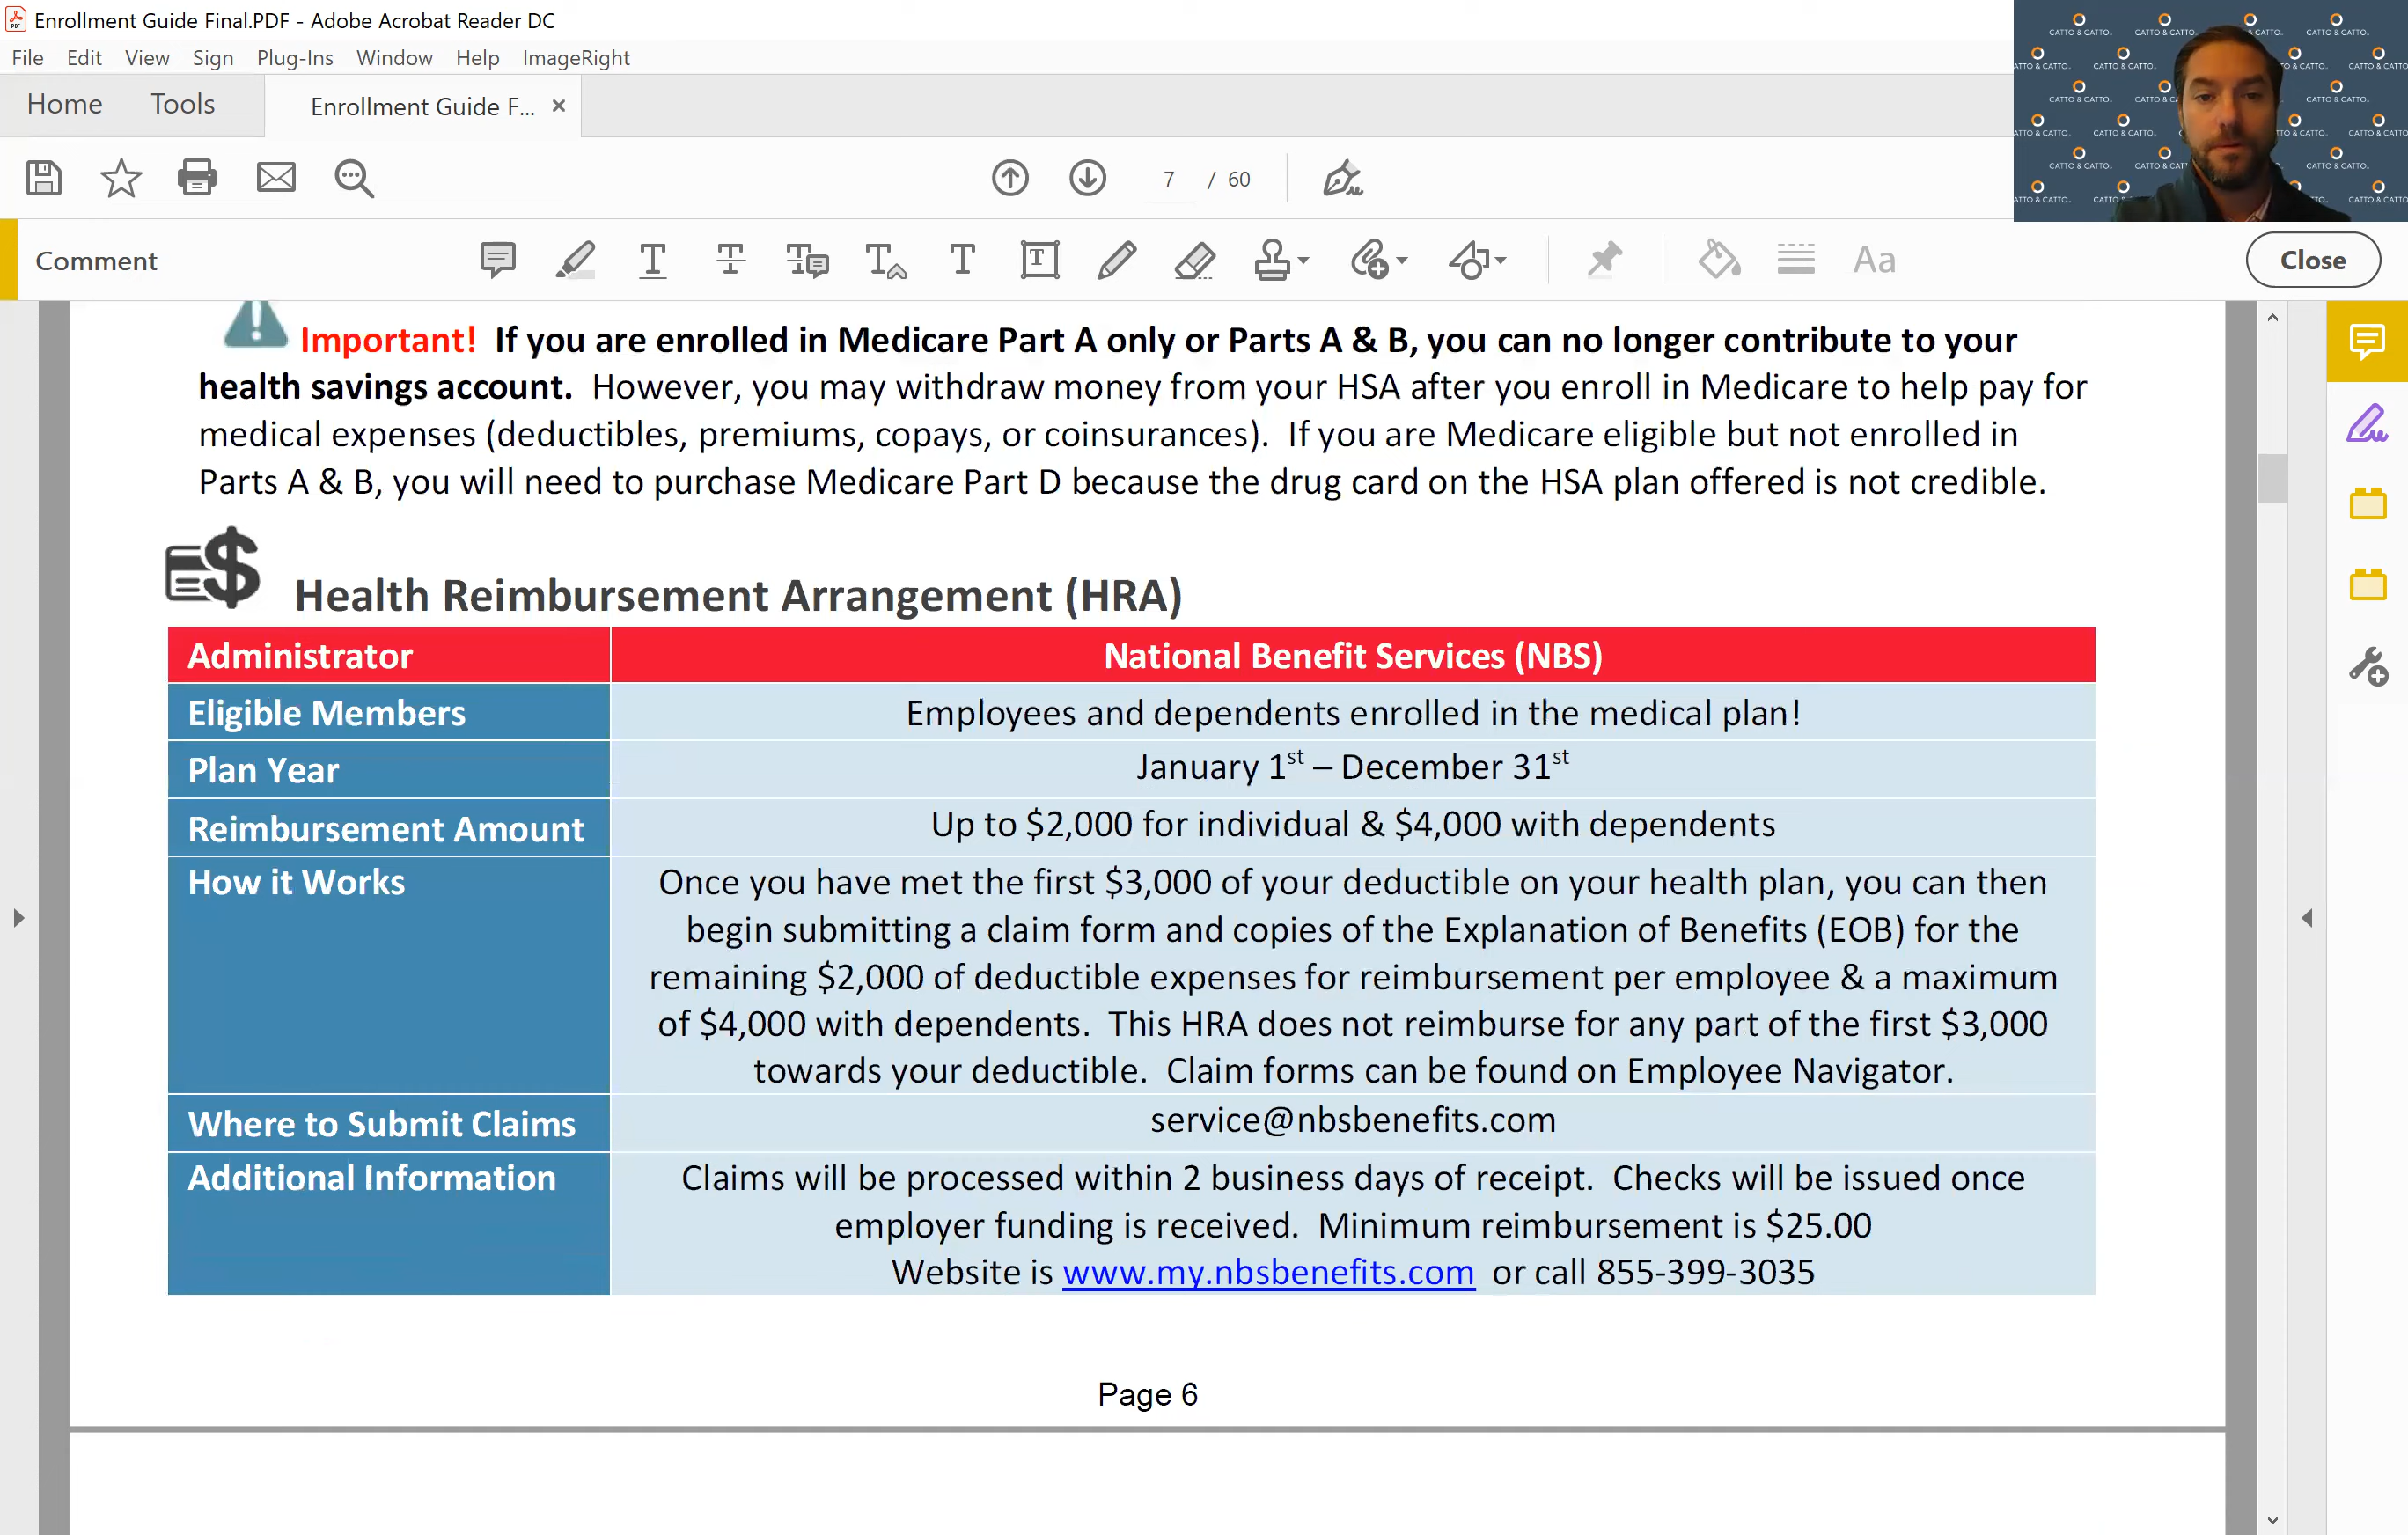 Enrollment Guide Final.PDF - Adobe Acrobat Reader DC
File Edit View Sign Plug-Ins Window Help ImageRight
Home Tools Enrollment Guide F... ×
7 / 60
Comment
Aa
Close
CATTO & CATTO
Important! If you are enrolled in Medicare Part A only or Parts A & B, you can no longer contribute to your
health savings account. However, you may withdraw money from your HSA after you enroll in Medicare to help pay for
medical expenses (deductibles, premiums, copays, or coinsurances). If you are Medicare eligible but not enrolled in
Parts A & B, you will need to purchase Medicare Part D because the drug card on the HSA plan offered is not credible.
Health Reimbursement Arrangement (HRA)
Administrator National Benefit Services (NBS)
Eligible Members Employees and dependents enrolled in the medical plan!
Plan Year January 1st – December 31st
Reimbursement Amount Up to $2,000 for individual & $4,000 with dependents
How it Works Once you have met the first $3,000 of your deductible on your health plan, you can then
begin submitting a claim form and copies of the Explanation of Benefits (EOB) for the
remaining $2,000 of deductible expenses for reimbursement per employee & a maximum
of $4,000 with dependents. This HRA does not reimburse for any part of the first $3,000
towards your deductible. Claim forms can be found on Employee Navigator.
Where to Submit Claims service@nbsbenefits.com
Additional Information Claims will be processed within 2 business days of receipt. Checks will be issued once
employer funding is received. Minimum reimbursement is $25.00
Website is www.my.nbsbenefits.com or call 855-399-3035
Page 6